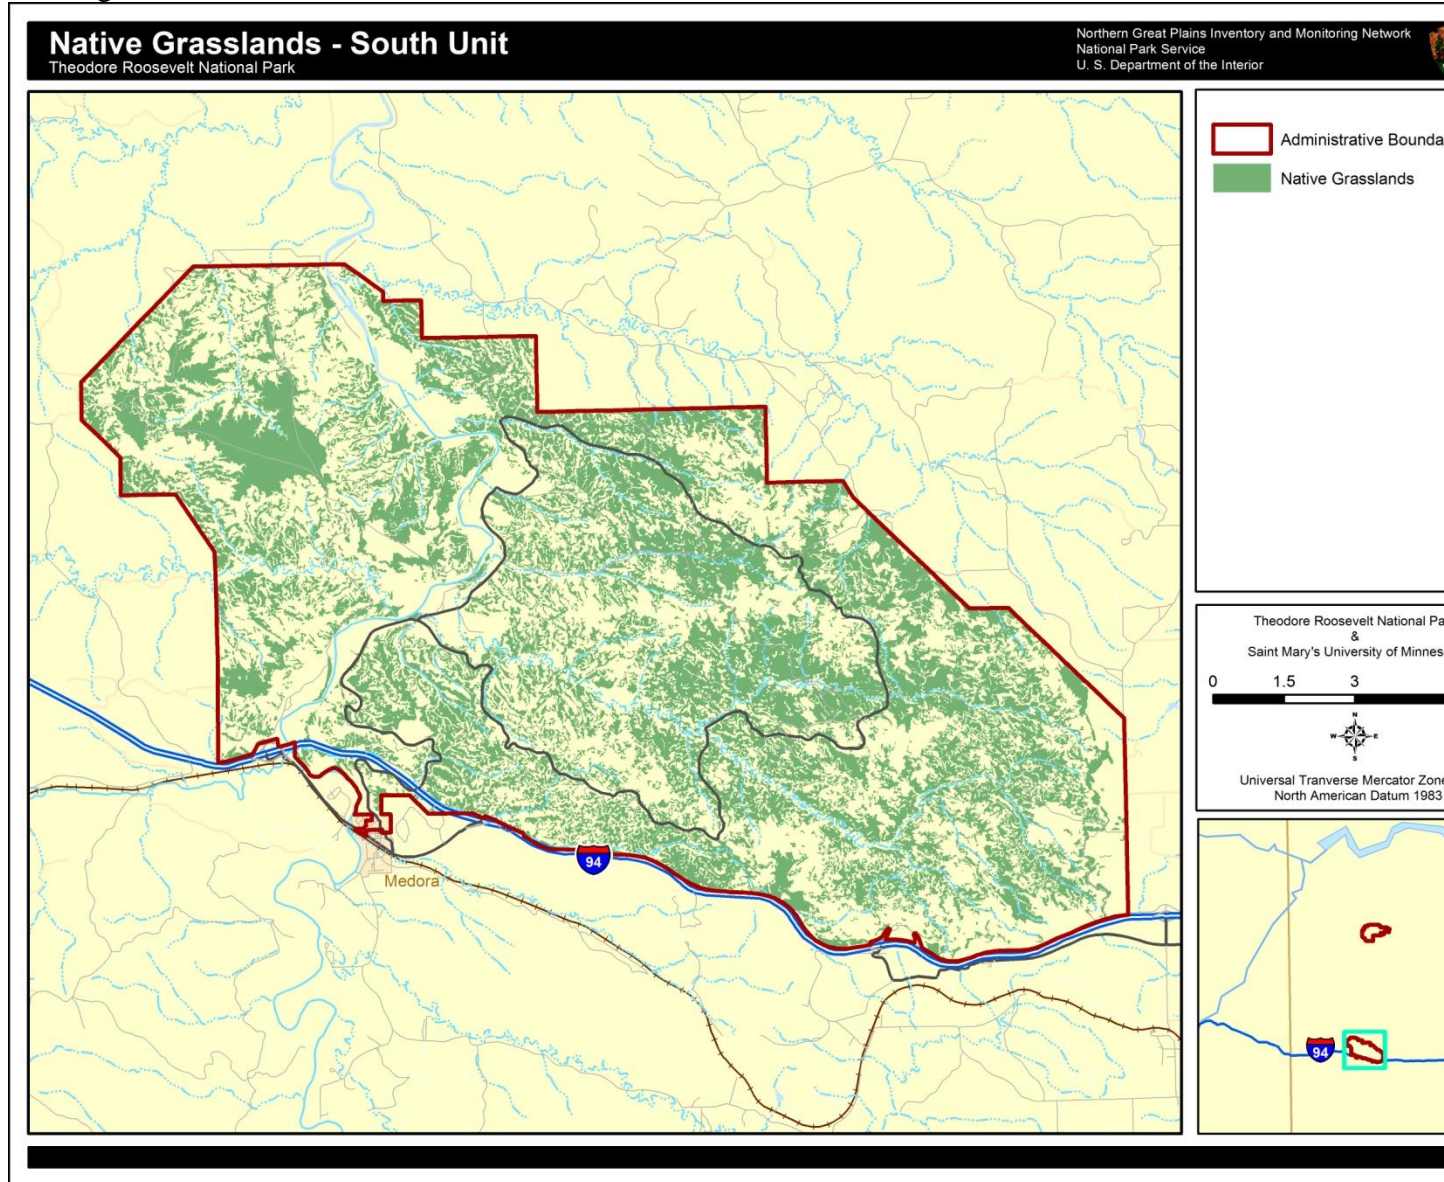 Native Grasslands - South Unit
Theodore Roosevelt National Park
Northern Great Plains Inventory and Monitoring Network
National Park Service
U. S. Department of the Interior
Administrative Bounda
Native Grasslands
Theodore Roosevelt National Pa
&
Saint Mary's University of Minnes
0 1.5 3
N
W E
S
Universal Tranverse Mercator Zone
North American Datum 1983
94
Medora
94